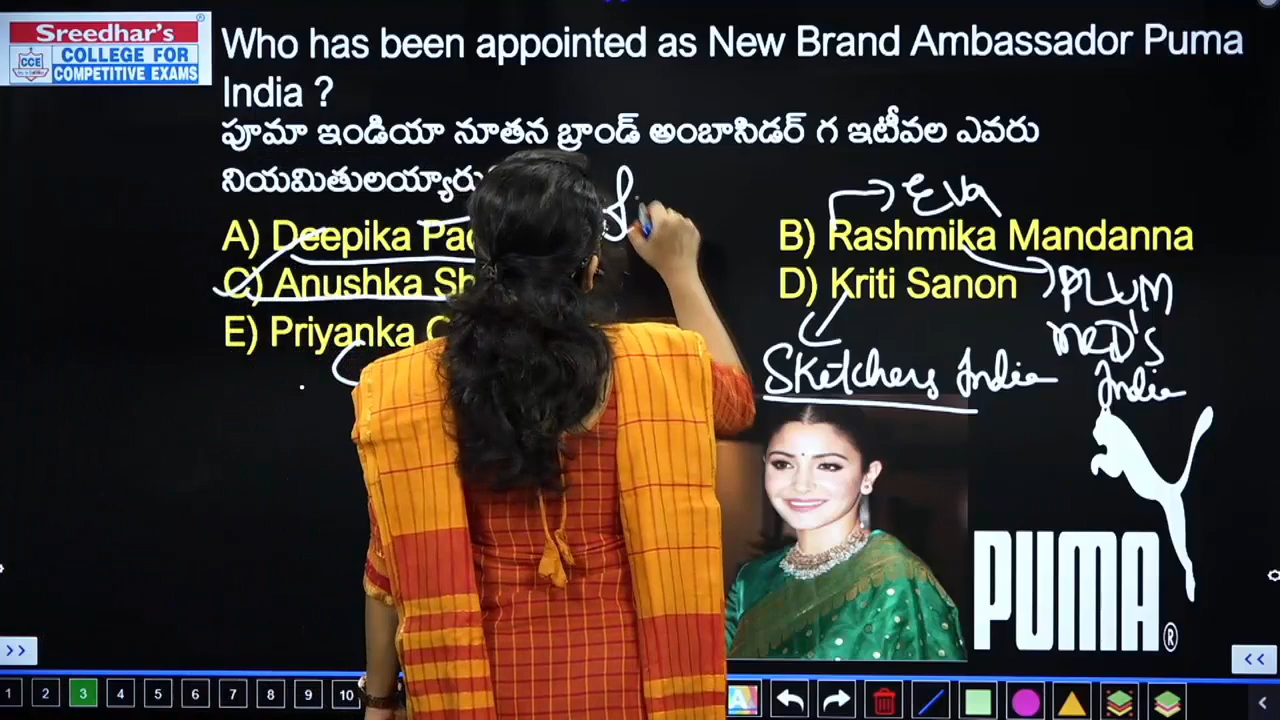 Sreedhar's
CCE
COLLEGE FOR
COMPETITIVE EXAMS
Who has been appointed as New Brand Ambassador Puma
India ?
పూమా ఇండియా నూతన బ్రాండ్ అంబాసిడర్ గ ఇటీవల ఎవరు
నియమితులయ్యారు
A) Deepika Pad
B) Rashmika Mandanna
C) Anushka Sh
D) Kriti Sanon
E) Priyanka C
EVa
PLUM
India
Sketchers India
PUMA®
>>
<<
1 2 3 4 5 6 7 8 9 10
A